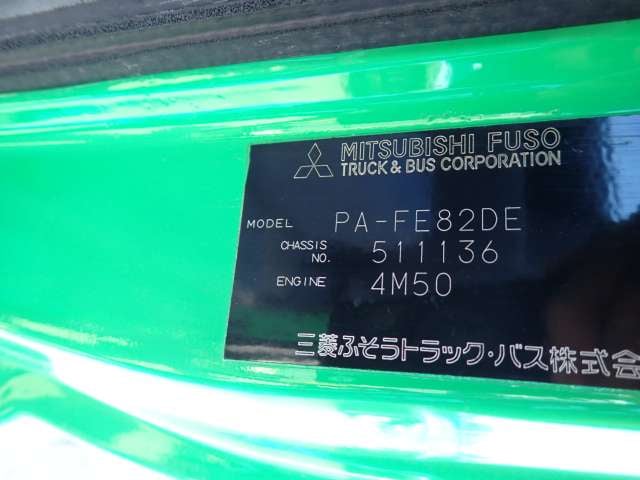 MITSUBISHI FUSO
TRUCK & BUS CORPORATION
MODEL PA-FE82DE
CHASSIS NO. 511136
ENGINE 4M50
三菱ふそうトラック・バス株式会